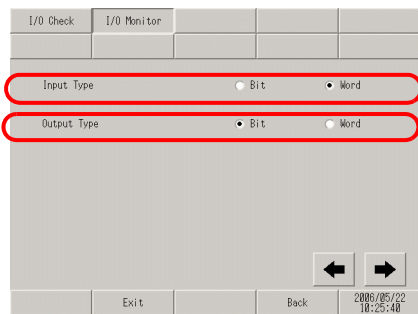 I/O Check I/O Monitor
Input Type Bit Word
Output Type Bit Word
Exit Back 2006/05/22
10:25:40